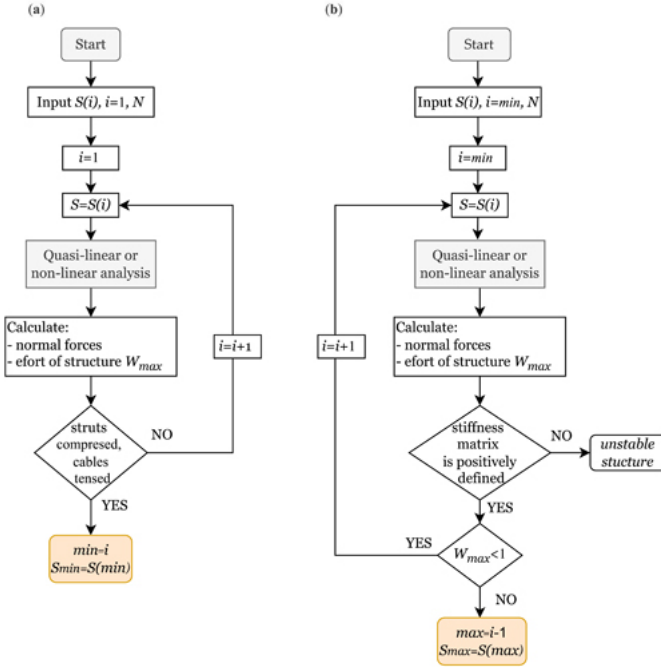 (a)
Start
Input S(i), i=1, N
i=1
S=S(i)
Quasi-linear or
non-linear analysis
Calculate:
- normal forces
- efort of structure Wmax
i=i+1
struts
compresed,
cables
tensed
NO
YES
min=i
Smin=S(min)
(b)
Start
Input S(i), i=min, N
i=min
S=S(i)
Quasi-linear or
non-linear analysis
i=i+1
Calculate:
- normal forces
- efort of structure Wmax
stiffness
matrix
is positively
defined
NO
unstable
stucture
YES
Wmax<1
YES
NO
max=i-1
Smax=S(max)